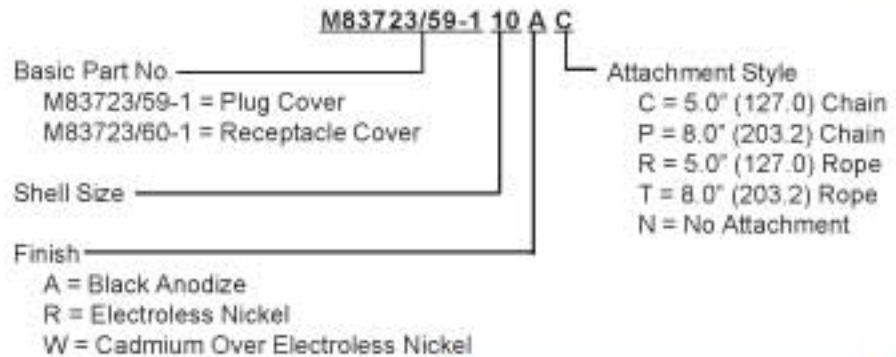 M83723/59-1 10 A C
Basic Part No.
M83723/59-1 = Plug Cover
M83723/60-1 = Receptacle Cover
Shell Size
Finish
A = Black Anodize
R = Electroless Nickel
W = Cadmium Over Electroless Nickel
Attachment Style
C = 5.0" (127.0) Chain
P = 8.0" (203.2) Chain
R = 5.0" (127.0) Rope
T = 8.0" (203.2) Rope
N = No Attachment